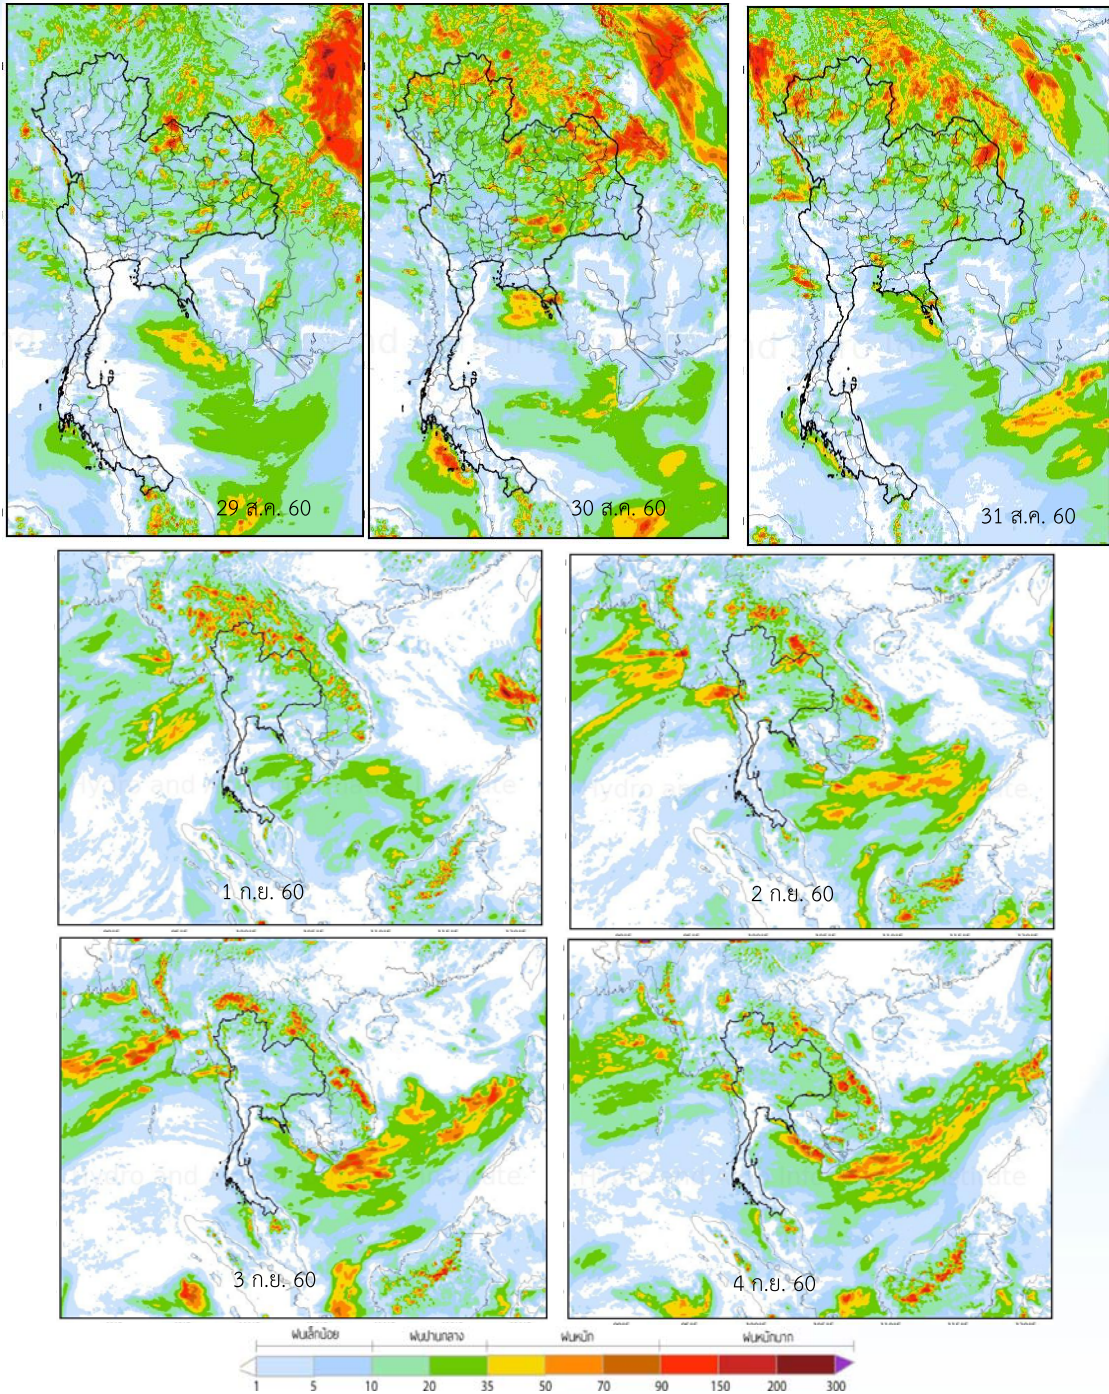 29 ส.ค. 60
30 ส.ค. 60
31 ส.ค. 60
1 ก.ย. 60
2 ก.ย. 60
3 ก.ย. 60
4 ก.ย. 60
ฝนเล็กน้อย ฝนปานกลาง ฝนหนัก ฝนหนักมาก
1 5 10 20 35 50 70 90 150 200 300